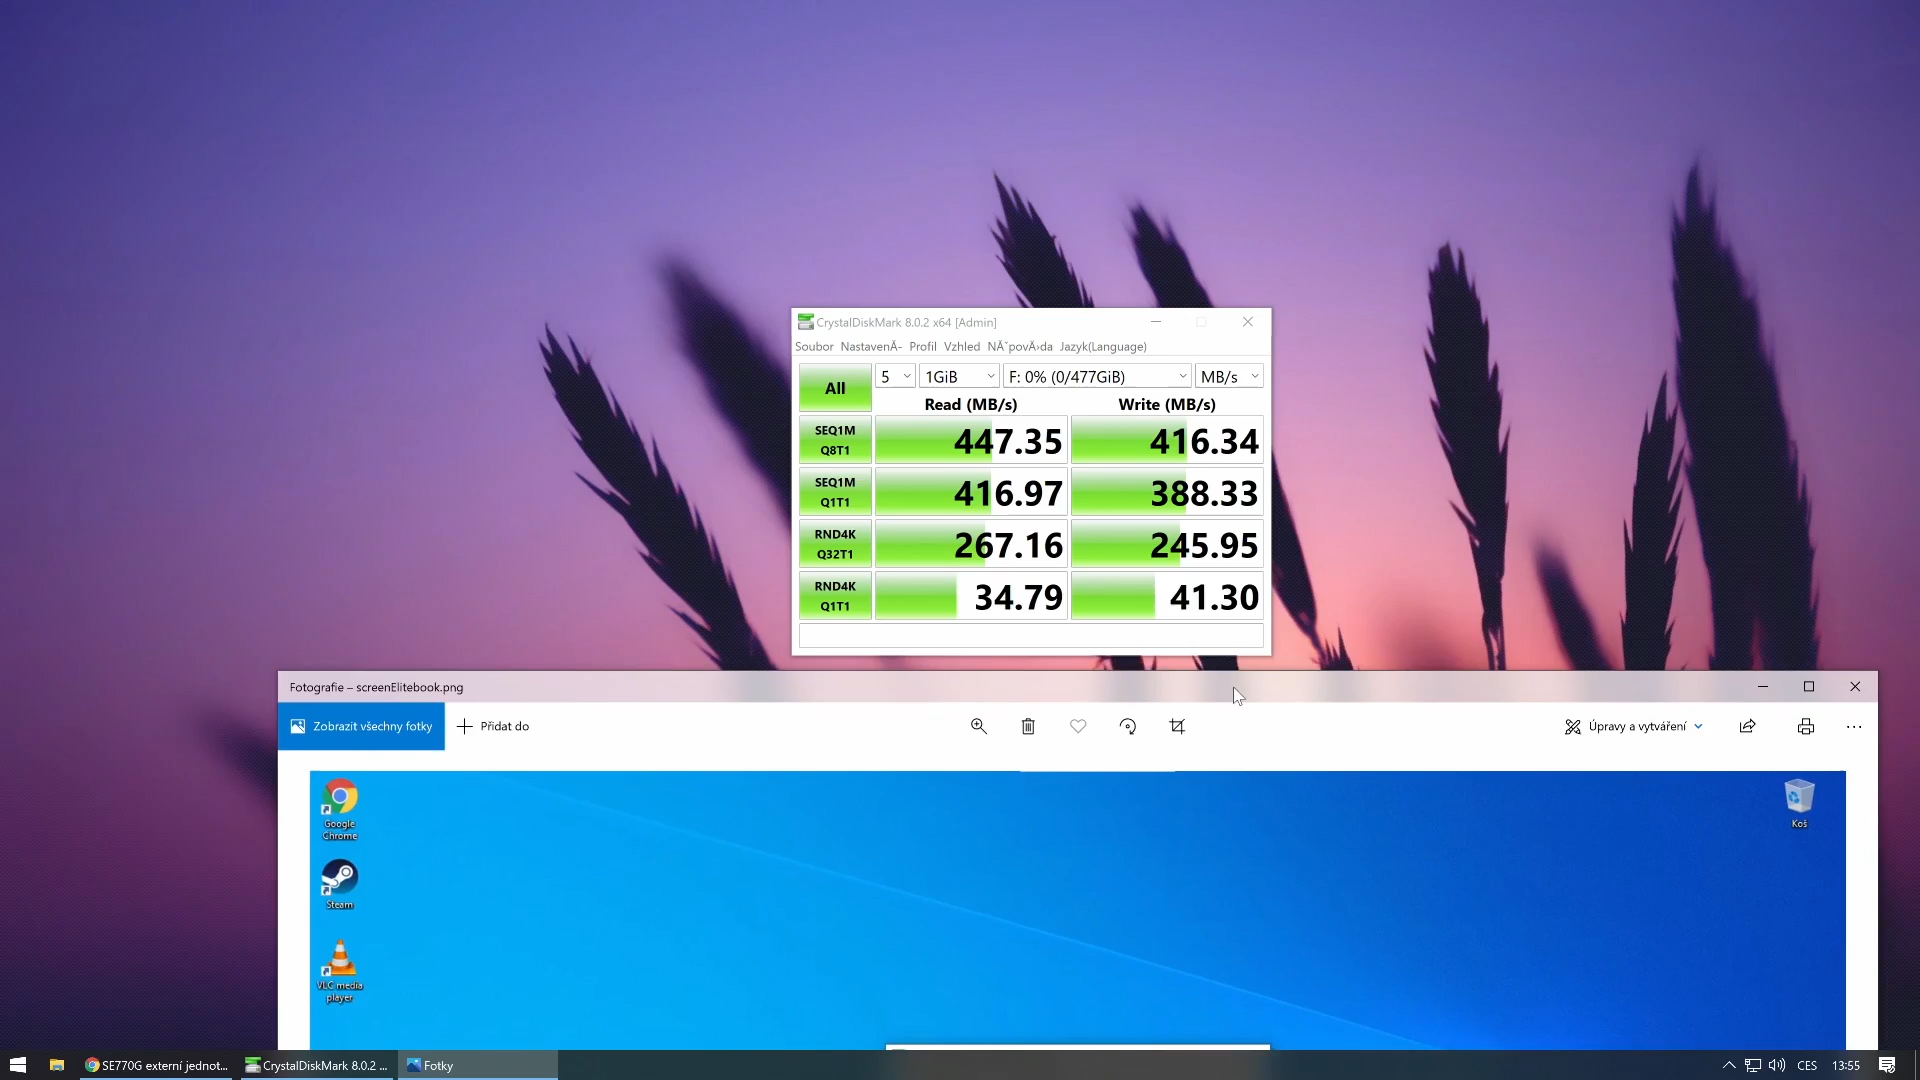 CrystalDiskMark 8.0.2 x64 [Admin]
Soubor NastavenÄ- Profil Vzhled NÄ˘povÄ›da Jazyk(Language)
All 5 1GiB F: 0% (0/477GiB) MB/s
Read (MB/s) Write (MB/s)
SEQ1M
Q8T1 447.35 416.34
SEQ1M
Q1T1 416.97 388.33
RND4K
Q32T1 267.16 245.95
RND4K
Q1T1 34.79 41.30
Fotografie – screenElitebook.png
Zobrazit všechny fotky Přidat do Úpravy a vytváření
Google
Chrome
Koš
Steam
VLC media
player
SE770G externí jednot... CrystalDiskMark 8.0.2 ... Fotky CES 13:55